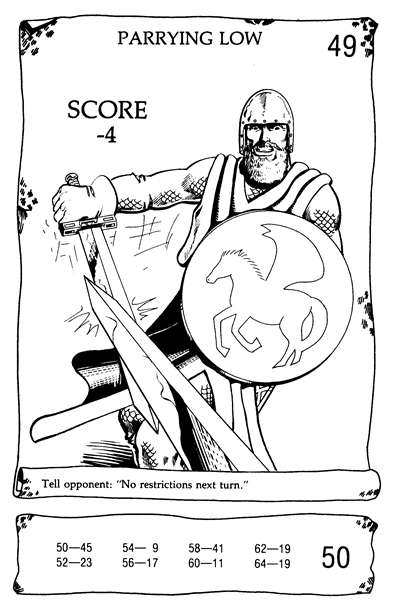 PARRYING LOW
49
SCORE
-4
Tell opponent: "No restrictions next turn."
50—45 54— 9 58—41 62—19
52—23 56—17 60—11 64—19
50